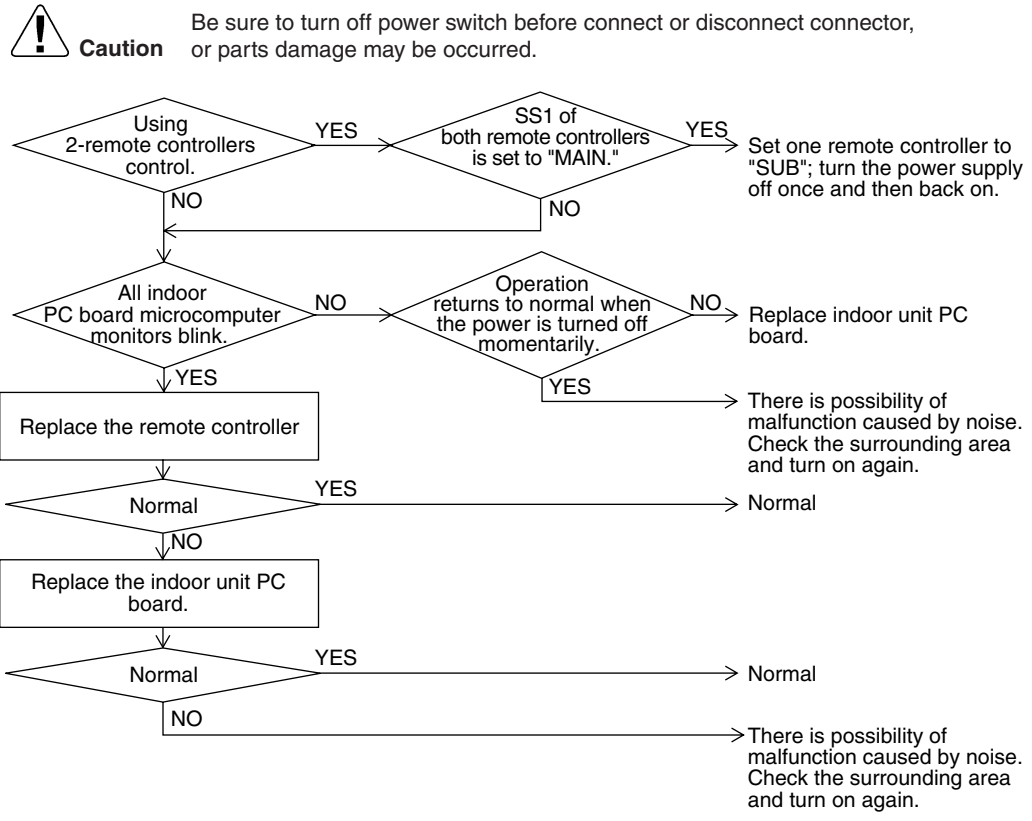 Be sure to turn off power switch before connect or disconnect connector,
Caution or parts damage may be occurred.
Using
2-remote controllers
control.
YES
SS1 of
both remote controllers
is set to "MAIN."
YES
Set one remote controller to
"SUB"; turn the power supply
off once and then back on.
NO
NO
All indoor
PC board microcomputer
monitors blink.
NO
Operation
returns to normal when
the power is turned off
momentarily.
NO
Replace indoor unit PC
board.
YES
YES
There is possibility of
malfunction caused by noise.
Check the surrounding area
and turn on again.
Replace the remote controller
Normal
YES
Normal
NO
Replace the indoor unit PC
board.
Normal
YES
Normal
NO
There is possibility of
malfunction caused by noise.
Check the surrounding area
and turn on again.